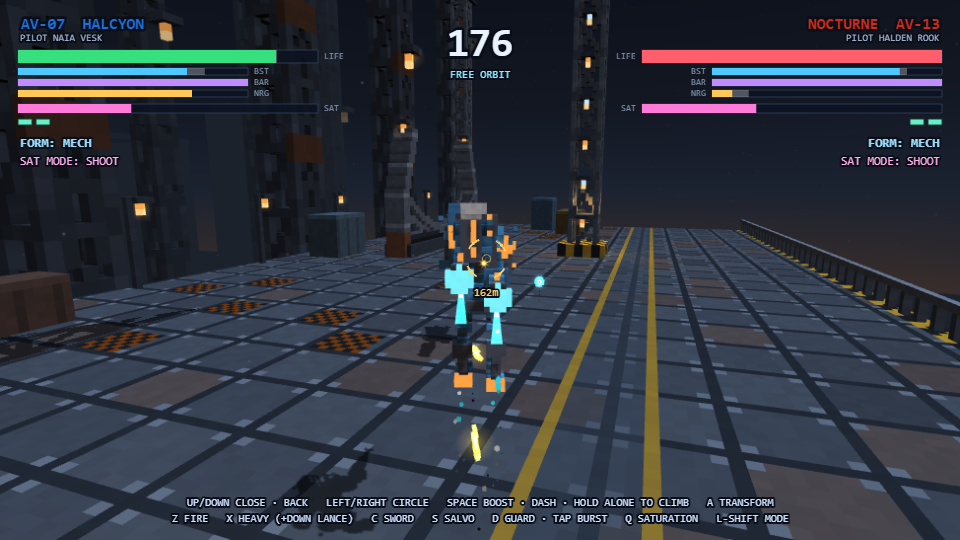 AV-07 HALCYON
PILOT NAIA VESK
LIFE
BST
BAR
NRG
SAT
FORM: MECH
SAT MODE: SHOOT
176
FREE ORBIT
NOCTURNE AV-13
PILOT HALDEN ROOK
LIFE
BST
BAR
NRG
SAT
FORM: MECH
SAT MODE: SHOOT
162m
UP/DOWN CLOSE · BACK LEFT/RIGHT CIRCLE SPACE BOOST · DASH · HOLD ALONE TO CLIMB A TRANSFORM
Z FIRE X HEAVY (+DOWN LANCE) C SWORD S SALVO D GUARD · TAP BURST Q SATURATION L-SHIFT MODE